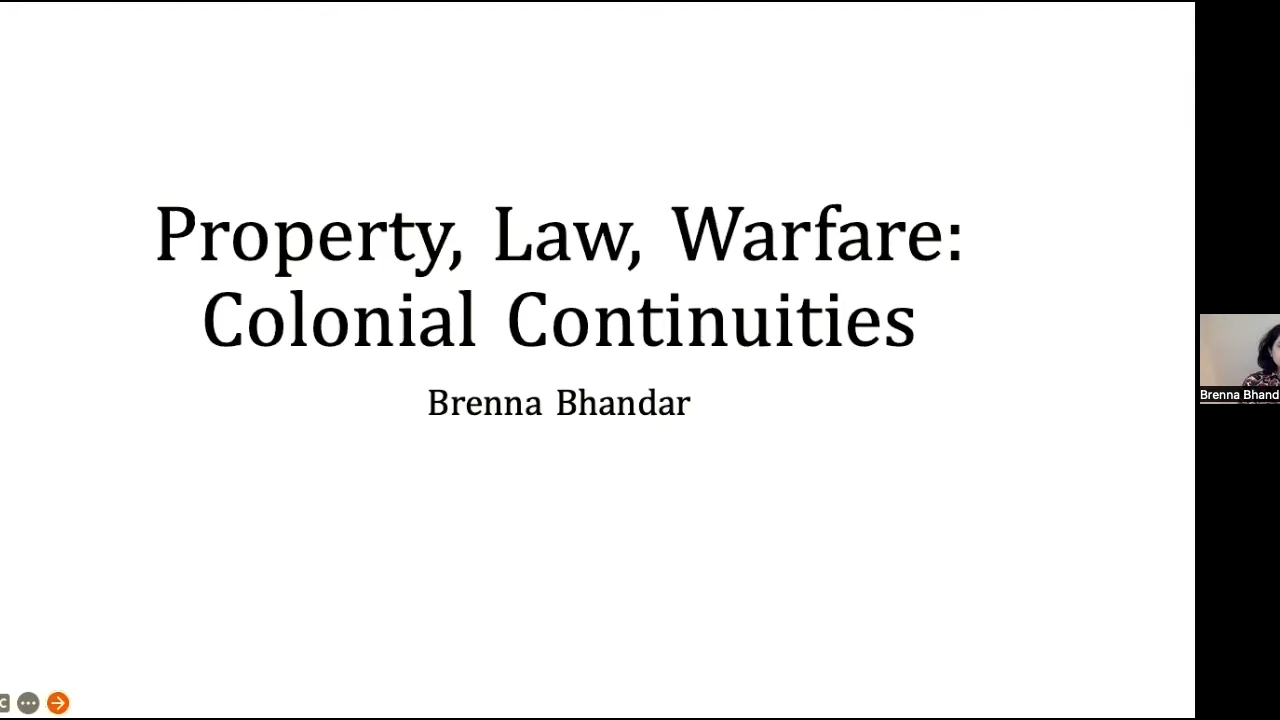 Property, Law, Warfare:
Colonial Continuities
Brenna Bhandar
Brenna Bhand